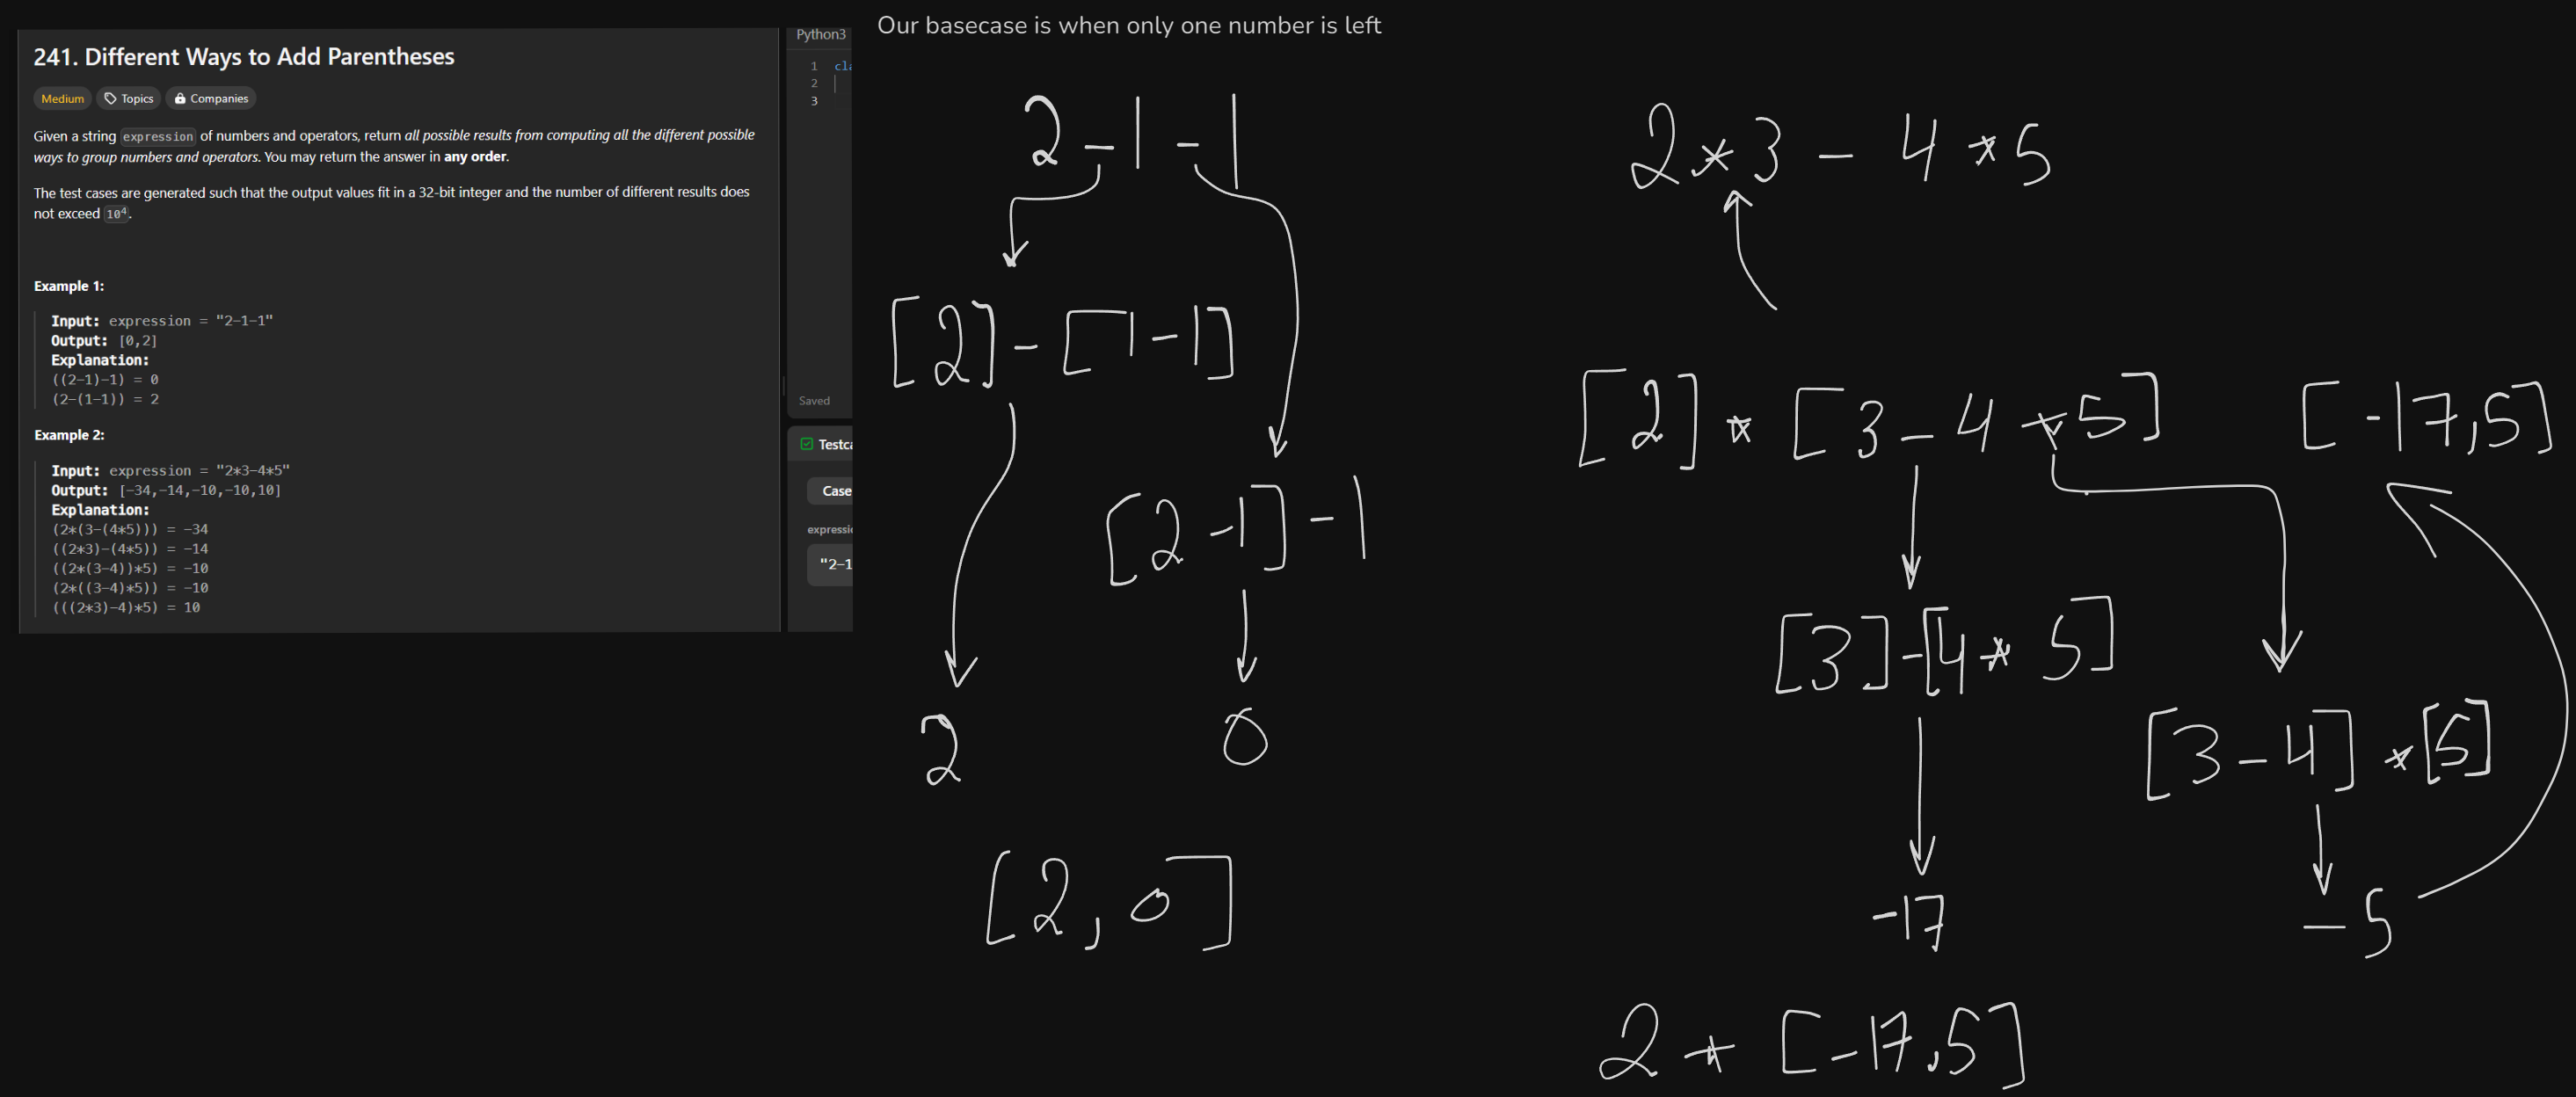 241. Different Ways to Add Parentheses
Medium Topics Companies
Given a string expression of numbers and operators, return all possible results from computing all the different possible
ways to group numbers and operators. You may return the answer in any order.
The test cases are generated such that the output values fit in a 32-bit integer and the number of different results does
not exceed 10⁴.
Example 1:
Input: expression = "2-1-1"
Output: [0,2]
Explanation:
((2-1)-1) = 0
(2-(1-1)) = 2
Example 2:
Input: expression = "2*3-4*5"
Output: [-34,-14,-10,-10,10]
Explanation:
(2*(3-(4*5))) = -34
((2*3)-(4*5)) = -14
((2*(3-4))*5) = -10
(2*((3-4)*5)) = -10
(((2*3)-4)*5) = 10
Python3
1 cla
2
3
Saved
Testca
Case
expressio
"2-1
Our basecase is when only one number is left
2-1-1
[2]-[1-1]
[2-1]-1
2
0
[2,0]
2*3-4*5
[2]*[3-4*5]
[-17,5]
[3]-[4*5]
[3-4]*[5]
-17
-5
2*[-17,5]